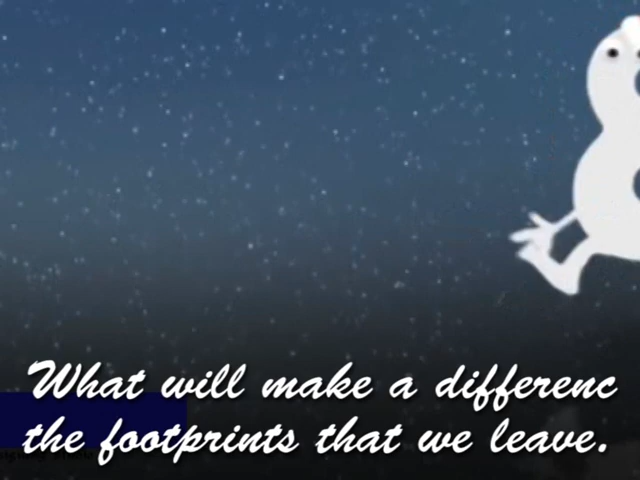 What will make a differenc
the footprints that we leave.